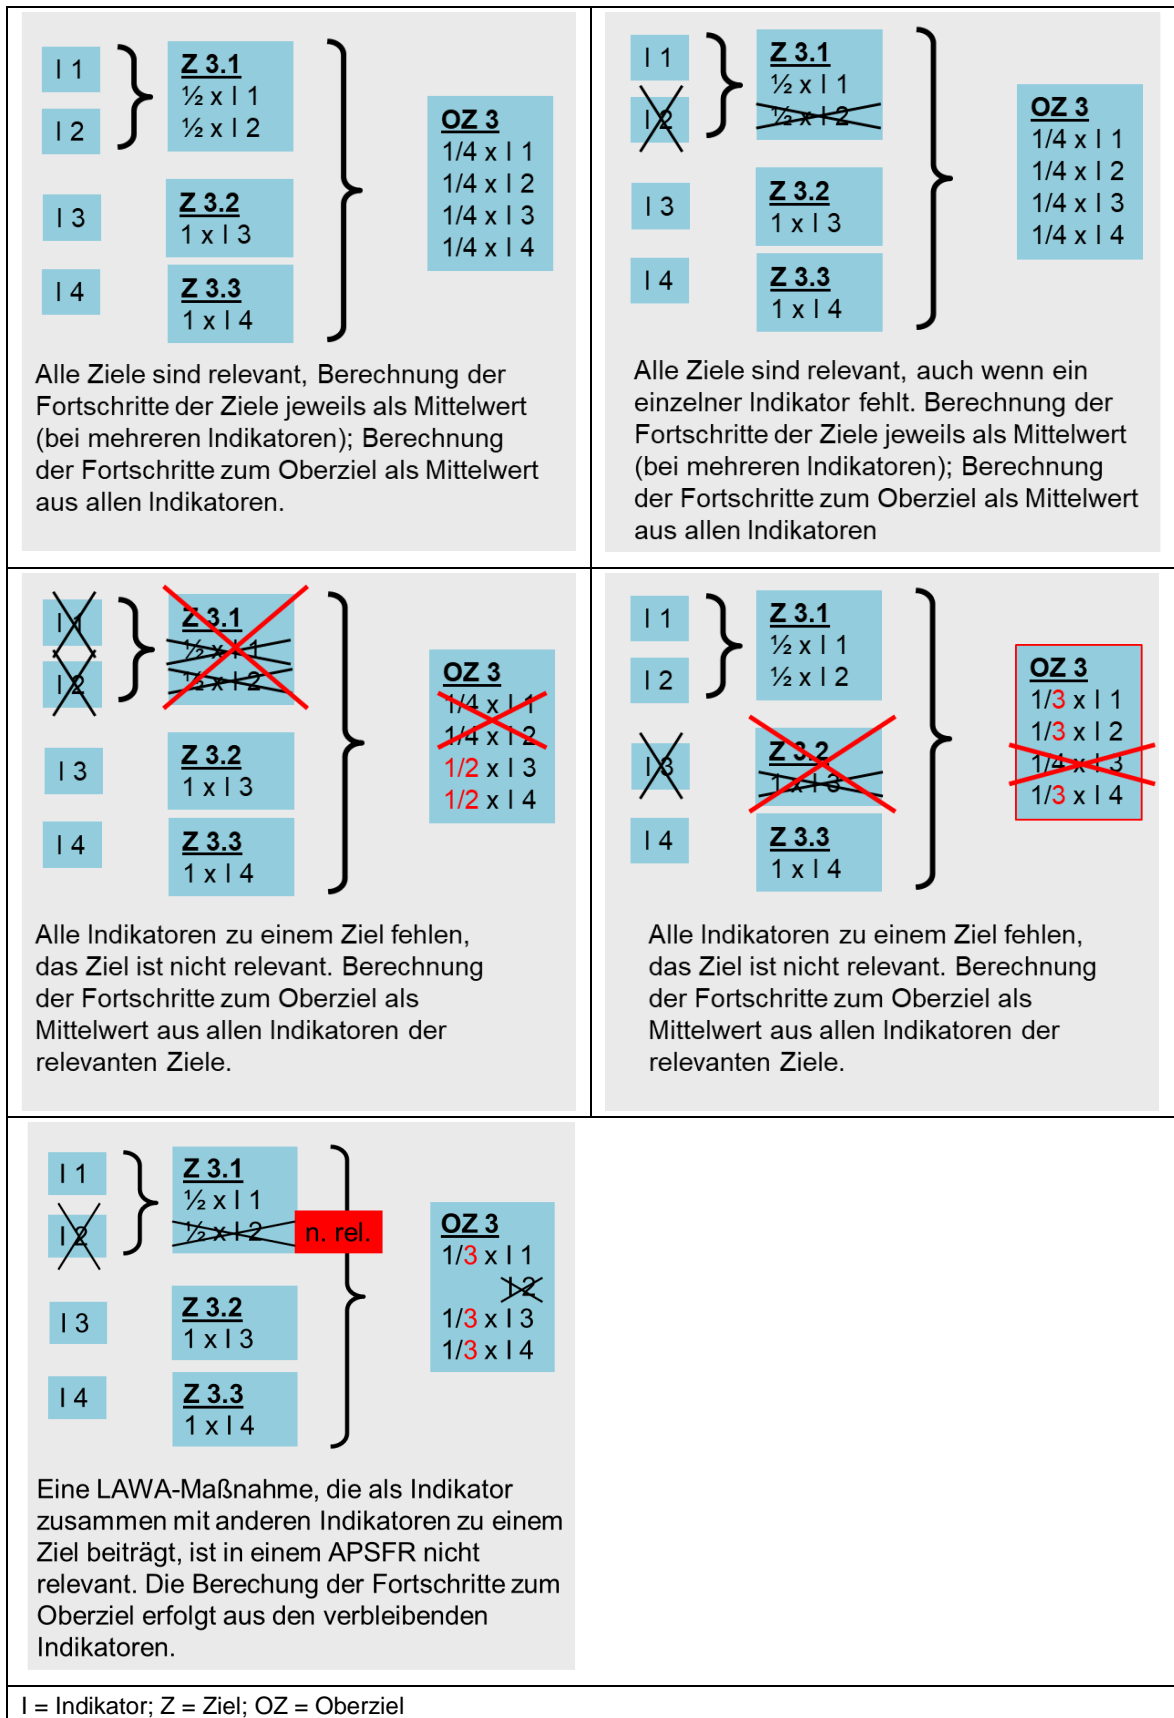 I 1
I 2
I 3
I 4
Z 3.1
½ x I 1
½ x I 2
Z 3.2
1 x I 3
Z 3.3
1 x I 4
OZ 3
1/4 x I 1
1/4 x I 2
1/4 x I 3
1/4 x I 4
Alle Ziele sind relevant, Berechnung der
Fortschritte der Ziele jeweils als Mittelwert
(bei mehreren Indikatoren); Berechnung
der Fortschritte zum Oberziel als Mittelwert
aus allen Indikatoren.
I 1
I 2
I 3
I 4
Z 3.1
½ x I 1
½ x I 2
Z 3.2
1 x I 3
Z 3.3
1 x I 4
OZ 3
1/4 x I 1
1/4 x I 2
1/4 x I 3
1/4 x I 4
Alle Ziele sind relevant, auch wenn ein
einzelner Indikator fehlt. Berechnung der
Fortschritte der Ziele jeweils als Mittelwert
(bei mehreren Indikatoren); Berechnung
der Fortschritte zum Oberziel als Mittelwert
aus allen Indikatoren
I 1
I 2
I 3
I 4
Z 3.1
½ x I 1
½ x I 2
Z 3.2
1 x I 3
Z 3.3
1 x I 4
OZ 3
1/4 x I 1
1/4 x I 2
1/2 x I 3
1/2 x I 4
Alle Indikatoren zu einem Ziel fehlen,
das Ziel ist nicht relevant. Berechnung
der Fortschritte zum Oberziel als
Mittelwert aus allen Indikatoren der
relevanten Ziele.
I 1
I 2
I 3
I 4
Z 3.1
½ x I 1
½ x I 2
Z 3.2
1 x I 3
Z 3.3
1 x I 4
OZ 3
1/3 x I 1
1/3 x I 2
1/4 x I 3
1/3 x I 4
Alle Indikatoren zu einem Ziel fehlen,
das Ziel ist nicht relevant. Berechnung
der Fortschritte zum Oberziel als
Mittelwert aus allen Indikatoren der
relevanten Ziele.
I 1
I 2
I 3
I 4
Z 3.1
½ x I 1
½ x I 2
n. rel.
Z 3.2
1 x I 3
Z 3.3
1 x I 4
OZ 3
1/3 x I 1
I 2
1/3 x I 3
1/3 x I 4
Eine LAWA-Maßnahme, die als Indikator
zusammen mit anderen Indikatoren zu einem
Ziel beiträgt, ist in einem APSFR nicht
relevant. Die Berechung der Fortschritte zum
Oberziel erfolgt aus den verbleibenden
Indikatoren.
I = Indikator; Z = Ziel; OZ = Oberziel